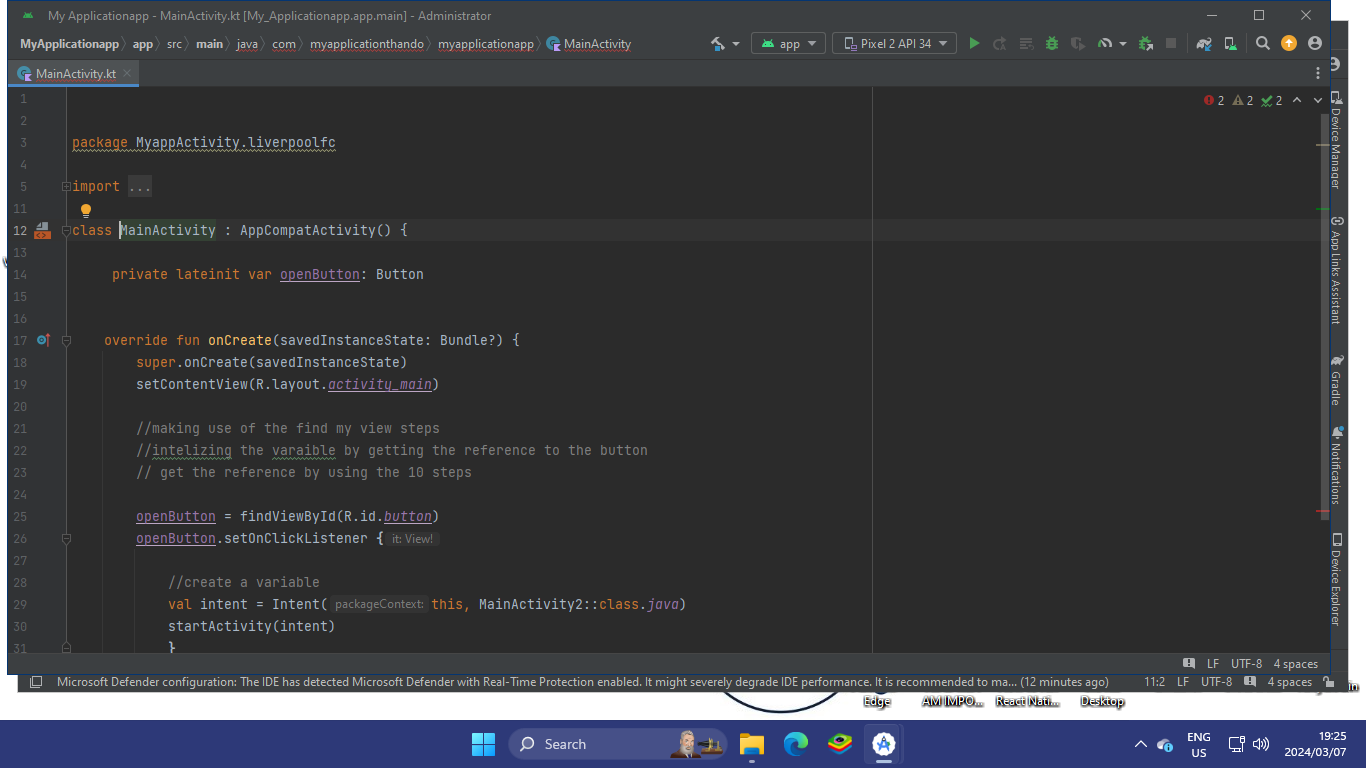 My Applicationapp - MainActivity.kt [My_Applicationapp.app.main] - Administrator
MyApplicationapp app src main java com myapplicationthando myapplicationapp MainActivity app Pixel 2 API 34
MainActivity.kt
2 2 2
1
2
3 package MyappActivity.liverpoolfc
4
5 import ...
11
12 class MainActivity : AppCompatActivity() {
13
14 private lateinit var openButton: Button
15
16
17 override fun onCreate(savedInstanceState: Bundle?) {
18 super.onCreate(savedInstanceState)
19 setContentView(R.layout.activity_main)
20
21 //making use of the find my view steps
22 //intelizing the varaible by getting the reference to the button
23 // get the reference by using the 10 steps
24
25 openButton = findViewById(R.id.button)
26 openButton.setOnClickListener { it: View!
27
28 //create a variable
29 val intent = Intent( packageContext: this, MainActivity2::class.java)
30 startActivity(intent)
31 }
Device Manager
App Links Assistant
Gradle
Notifications
Device Explorer
LF UTF-8 4 spaces
Microsoft Defender configuration: The IDE has detected Microsoft Defender with Real-Time Protection enabled. It might severely degrade IDE performance. It is recommended to ma... (12 minutes ago) 11:2 LF UTF-8 4 spaces
Edge AM IMPO... React Nati... Desktop
Search
ENG
US
19:25
2024/03/07